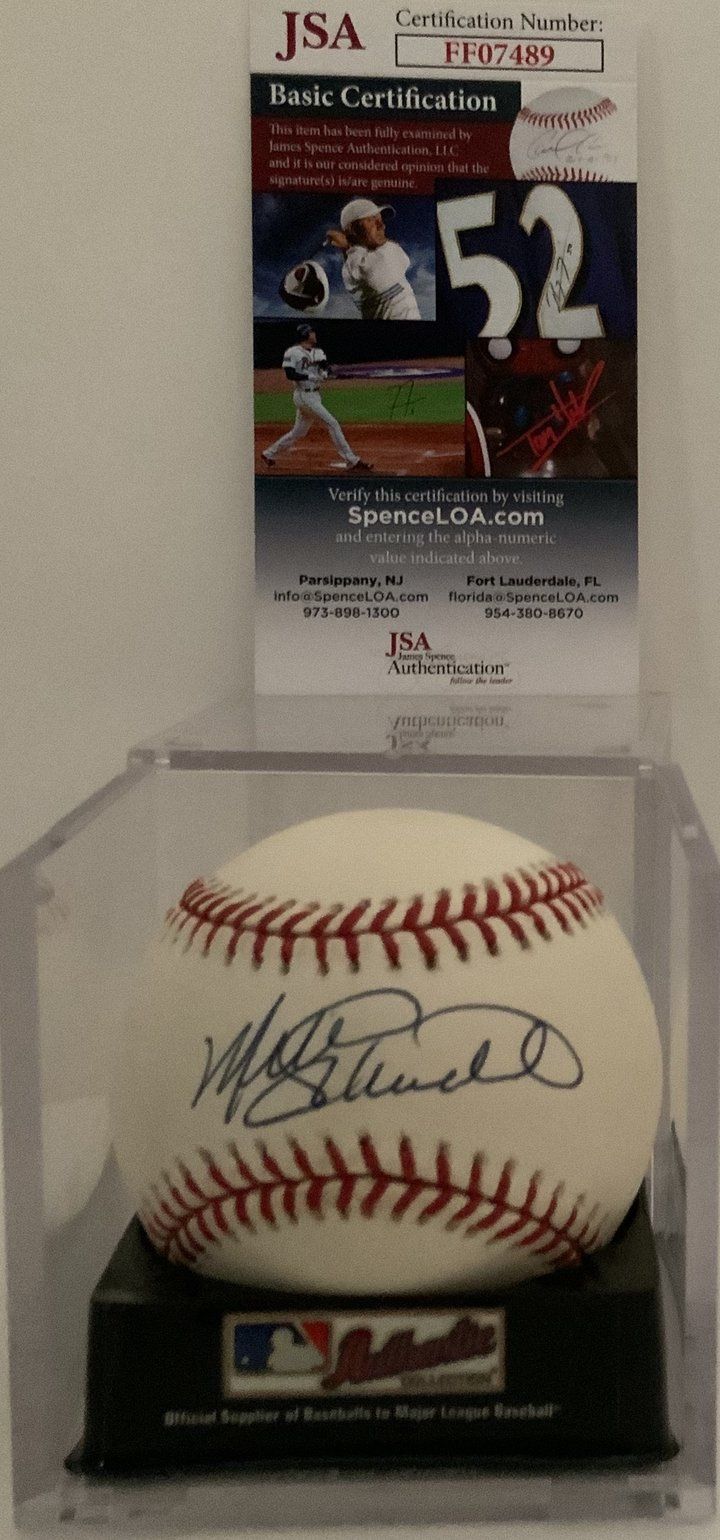 JSA
Certification Number:
FF07489
Basic Certification
This item has been fully examined by
James Spence Authentication, LLC
and it is our considered opinion that the
signature(s) is/are genuine.
52
Verify this certification by visiting
SpenceLOA.com
and entering the alpha-numeric
value indicated above.
Parsippany, NJ
info@SpenceLOA.com
973-898-1300
Fort Lauderdale, FL
florida@SpenceLOA.com
954-380-8670
JSA
James Spence
Authentication
follow the leader
Mike
Authentic
COLLECTION
Official Supplier of Baseballs to Major League Baseball